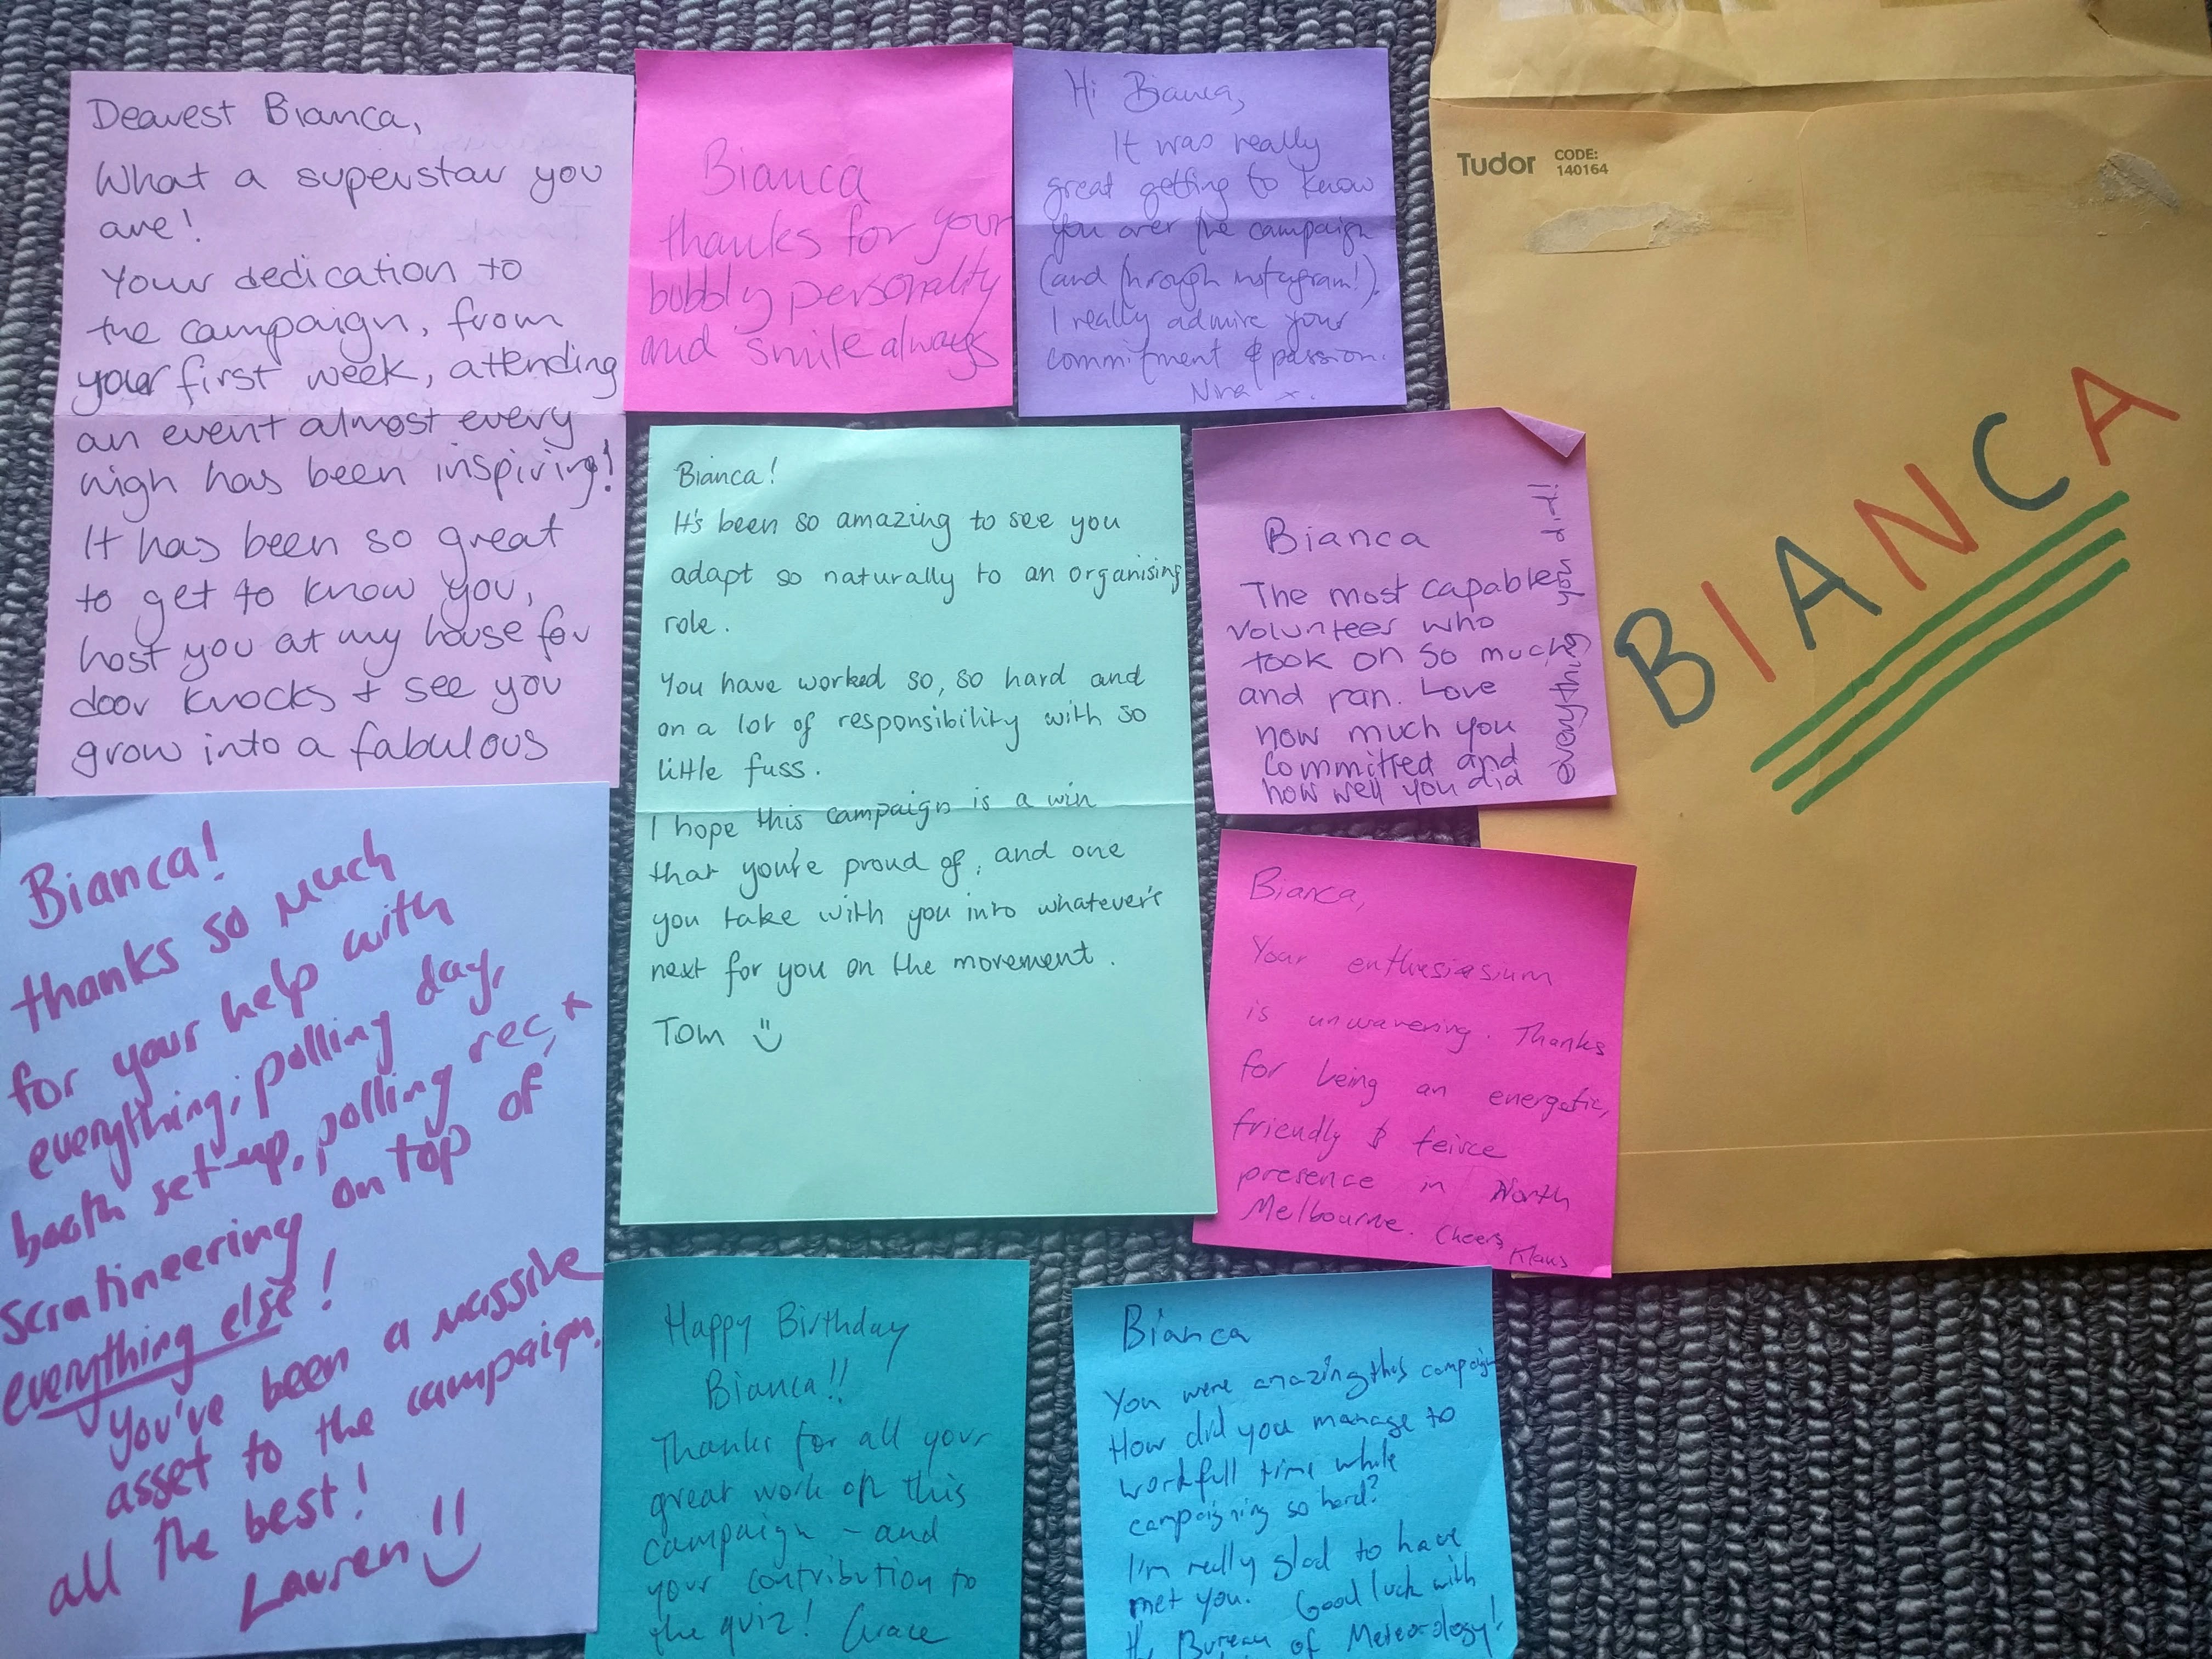 Dearest Bianca,
What a superstar you
are!
Your dedication to
the campaign, from
your first week, attending
an event almost every
nigh has been inspiring!
It has been so great
to get to know you,
host you at my house for
door knocks + see you
grow into a fabulous
Bianca
thanks for your
bubbly personality
and smile always
Hi Bianca,
It was really
great getting to know
you over the campaign
(and through instagram!).
I really admire your
commitment & passion.
Nina x.
Tudor CODE:
140164
BIANCA
Bianca!
It's been so amazing to see you
adapt so naturally to an organising
role.
You have worked so, so hard and
on a lot of responsibility with so
little fuss.
I hope this campaign is a win
that you're proud of, and one
you take with you into whatever's
next for you on the movement.
Tom
Bianca
The most capable
volunteer who
took on so much
and ran. Love
how much you
committed and
how well you did
everything you did!
Bianca,
Your enthusiasium
is unwavering. Thanks
for being an energetic,
friendly & feirce
presence in North
Melbourne. Cheers, Klaus
Bianca!
thanks so much
for your help with
everything; polling day,
booth set-up, polling rec,
scrutineering on top of
everything else!
You've been a massive
asset to the campaign.
all the best!
Lauren
Happy Birthday
Bianca!!
Thanks for all your
great work on this
campaign - and
your contribution to
the quiz! Grace
Bianca
You were amazing this campaign
How did you manage to
work full time while
campaigning so hard?
I'm really glad to have
met you. Good luck with
the Bureau of Meteorology!